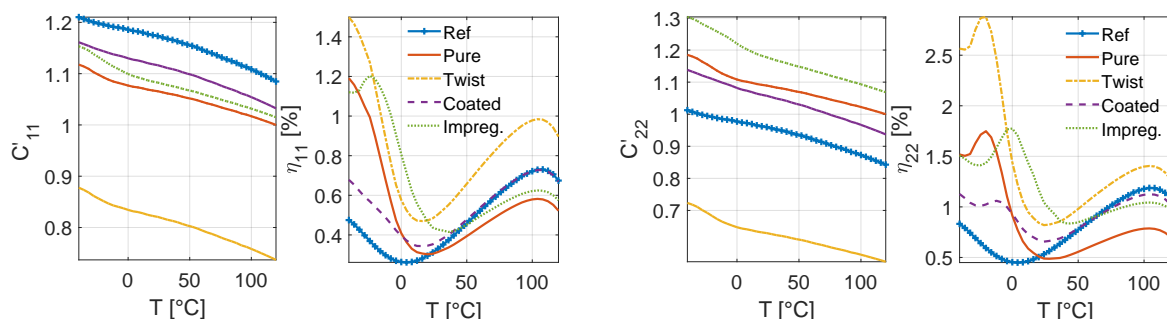 1.2
1.1
1
0.9
0.8
C'11
0 50 100
T [°C]
1.4
1.2
1
0.8
0.6
0.4
η11 [%]
Ref
Pure
Twist
Coated
Impreg.
0 50 100
T [°C]
1.3
1.2
1.1
1
0.9
0.8
0.7
C'22
0 50 100
T [°C]
2.5
2
1.5
1
0.5
η22 [%]
Ref
Pure
Twist
Coated
Impreg.
0 50 100
T [°C]